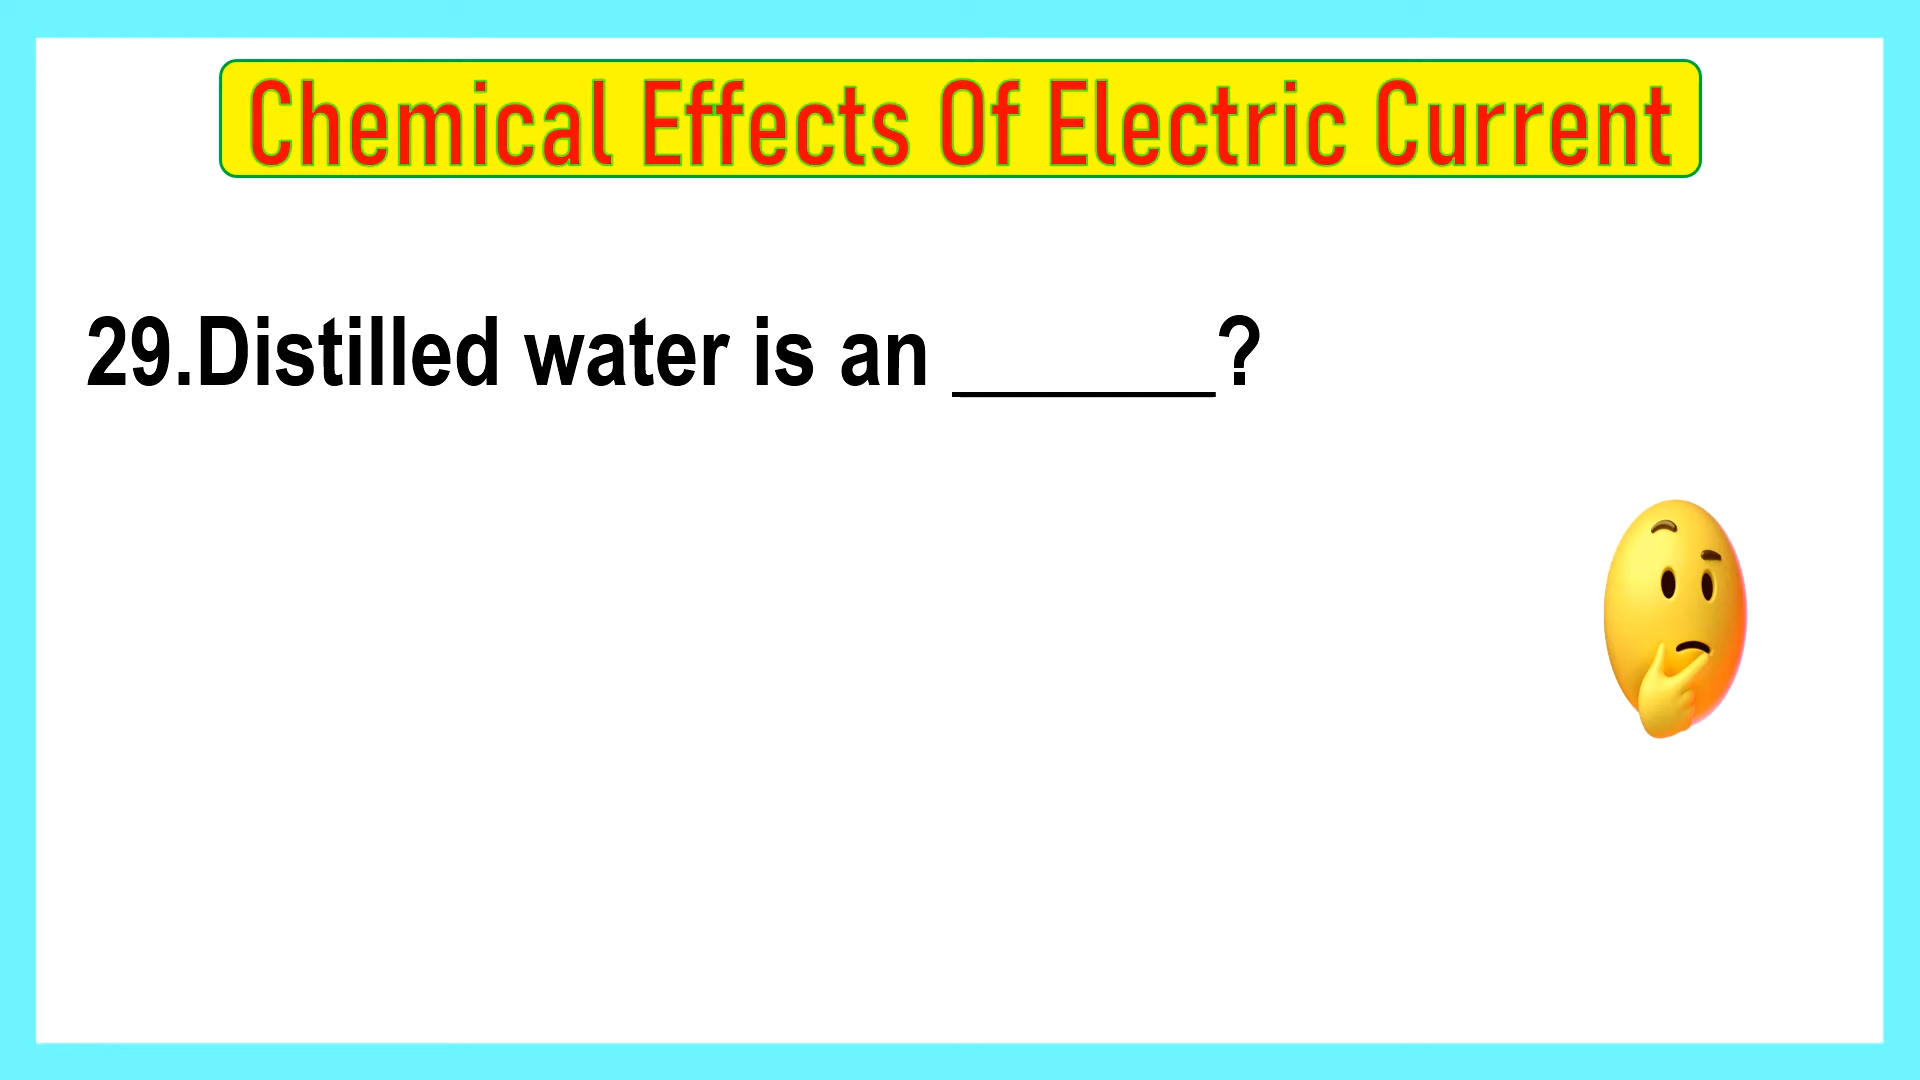 Chemical Effects Of Electric Current
29.Distilled water is an ______?